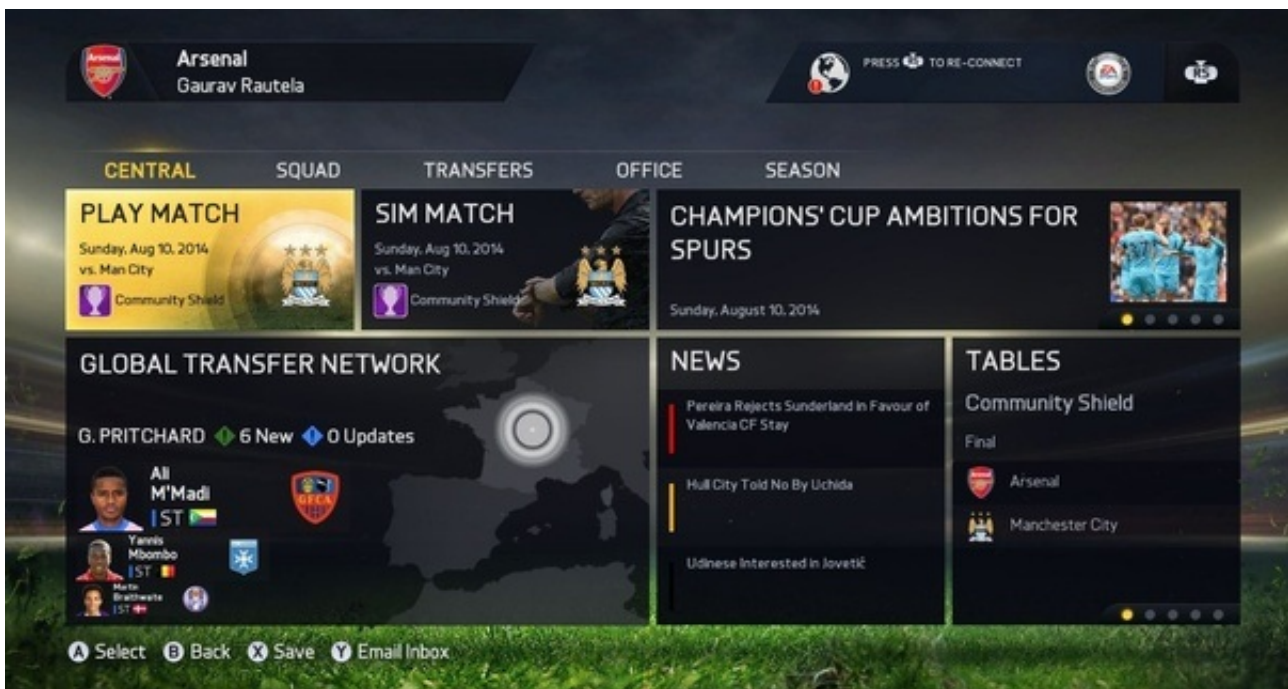 Arsenal
Gaurav Rautela
PRESS RS TO RE-CONNECT
RS
CENTRAL
SQUAD
TRANSFERS
OFFICE
SEASON
PLAY MATCH
Sunday, Aug 10, 2014
vs. Man City
Community Shield
SIM MATCH
Sunday, Aug 10, 2014
vs. Man City
Community Shield
CHAMPIONS' CUP AMBITIONS FOR
SPURS
Sunday, August 10, 2014
GLOBAL TRANSFER NETWORK
G. PRITCHARD 6 New 0 Updates
Ali
M'Madi
ST
GFCA
Yannis
Mbombo
ST
Martin
Braithwaite
ST
NEWS
Pereira Rejects Sunderland in Favour of
Valencia CF Stay
Hull City Told No By Uchida
Udinese Interested in Jovetić
TABLES
Community Shield
Final
Arsenal
Manchester City
A Select B Back X Save Y Email Inbox